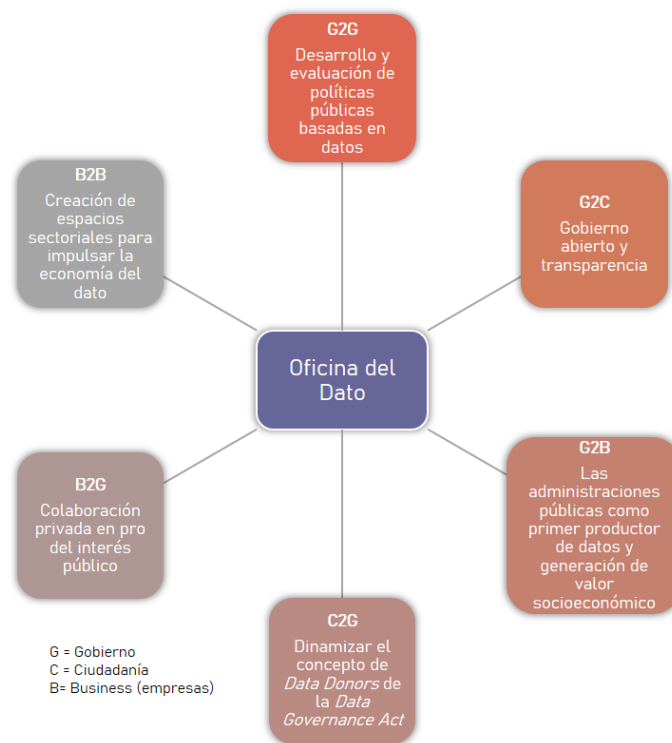 G2G
Desarrollo y
evaluación de
políticas
públicas
basadas en
datos
B2B
Creación de
espacios
sectoriales para
impulsar la
economía del
dato
G2C
Gobierno
abierto y
transparencia
Oficina del
Dato
B2G
Colaboración
privada en pro
del interés
público
G2B
Las
administraciones
públicas como
primer productor
de datos y
generación de
valor
socioeconómico
C2G
Dinamizar el
concepto de
Data Donors de
la Data
Governance Act
G = Gobierno
C = Ciudadanía
B= Business (empresas)